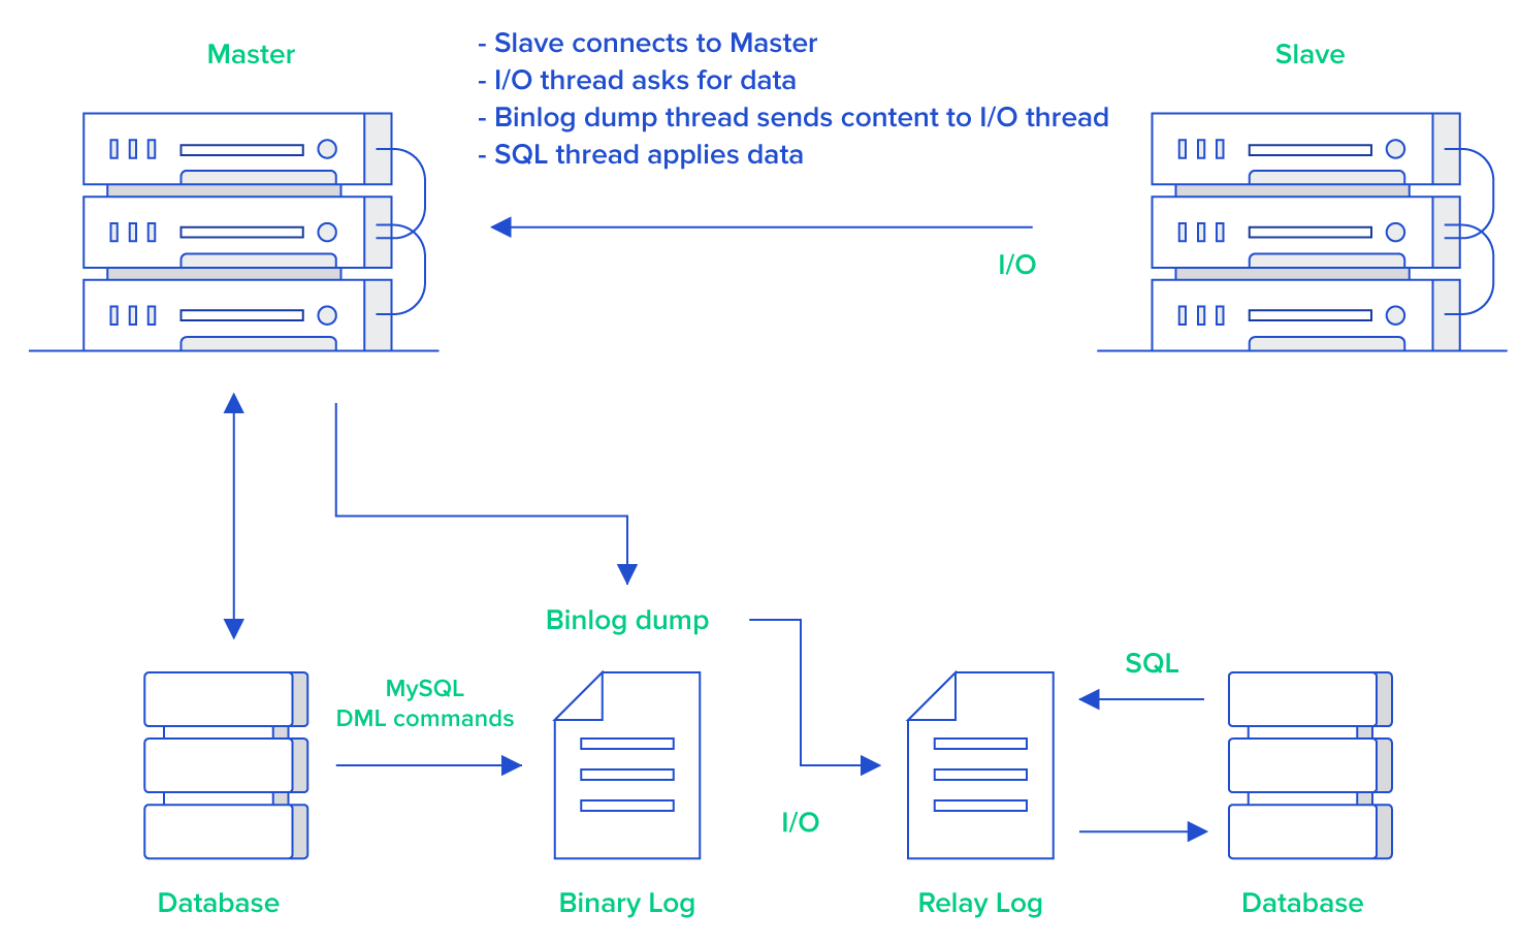 Master
- Slave connects to Master
- I/O thread asks for data
- Binlog dump thread sends content to I/O thread
- SQL thread applies data
Slave
I/O
Binlog dump
MySQL
DML commands
SQL
I/O
Database
Binary Log
Relay Log
Database